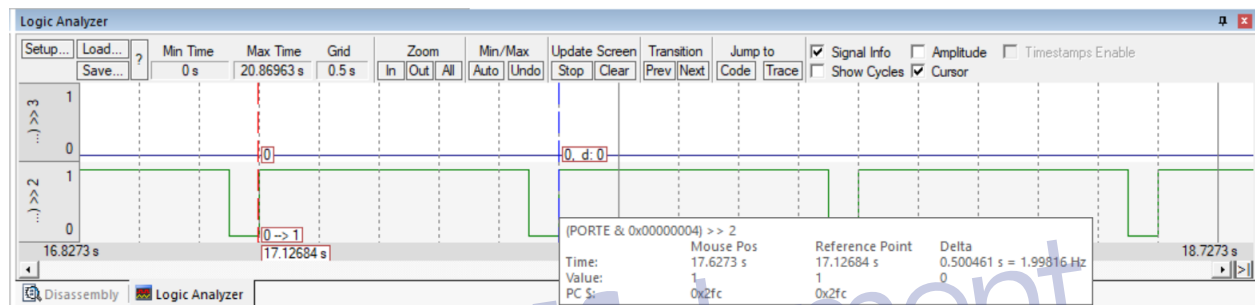 Logic Analyzer
Setup... Load... ? Min Time Max Time Grid Zoom Min/Max Update Screen Transition Jump to Signal Info Amplitude Timestamps Enable
Save... 0 s 20.86963 s 0.5 s In Out All Auto Undo Stop Clear Prev Next Code Trace Show Cycles Cursor
...) >> 3
1
0
0
0, d: 0
...) >> 2
1
0
0 --> 1
16.8273 s 17.12684 s 18.7273 s
(PORTE & 0x00000004) >> 2
Mouse Pos Reference Point Delta
Time: 17.6273 s 17.12684 s 0.500461 s = 1.99816 Hz
Value: 1 1 0
PC $: 0x2fc 0x2fc
Disassembly Logic Analyzer